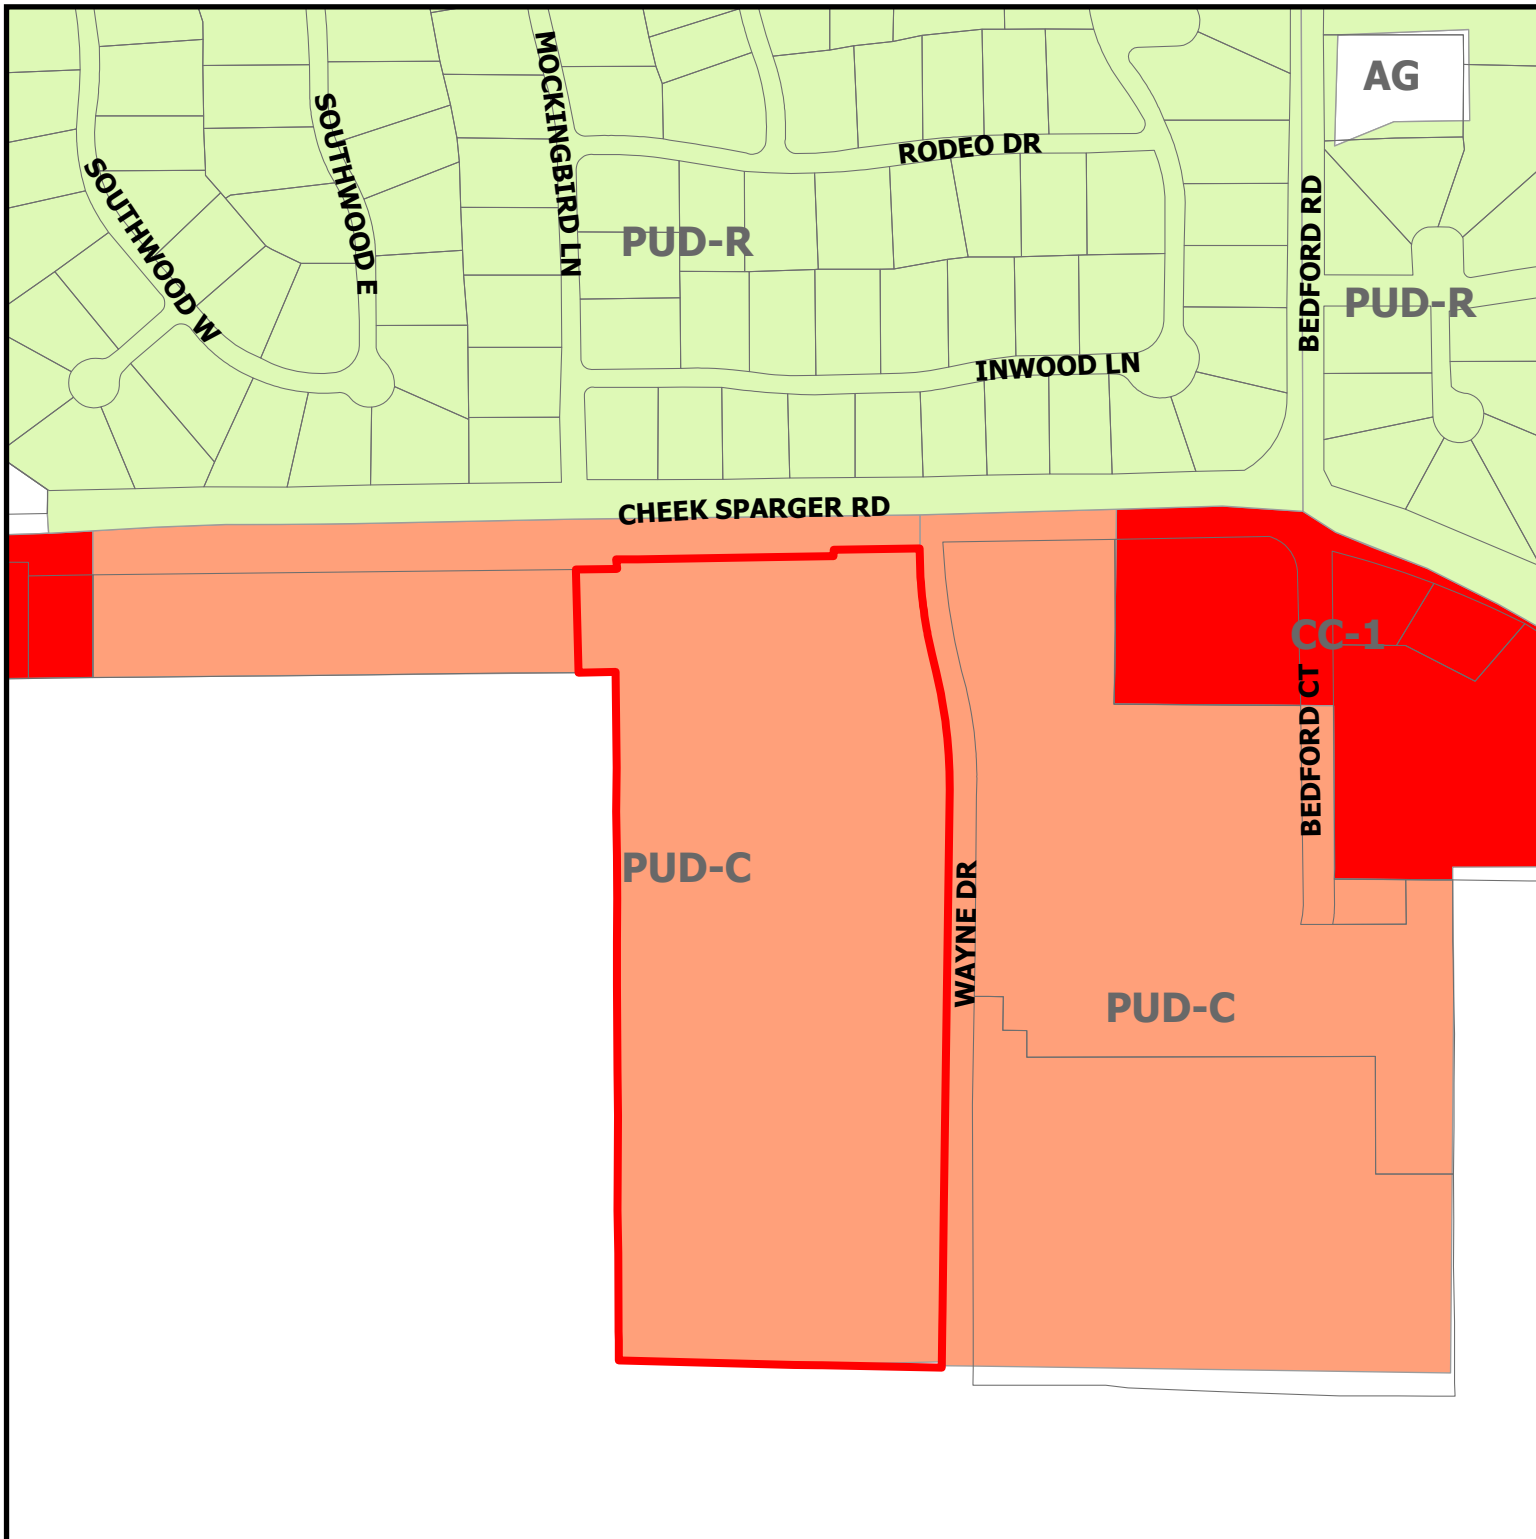 AG
MOCKINGBIRD LN
SOUTHWOOD E
RODEO DR
SOUTHWOOD W
BEDFORD RD
PUD-R
PUD-R
INWOOD LN
CHEEK SPARGER RD
CC-1
BEDFORD CT
PUD-C
WAYNE DR
PUD-C